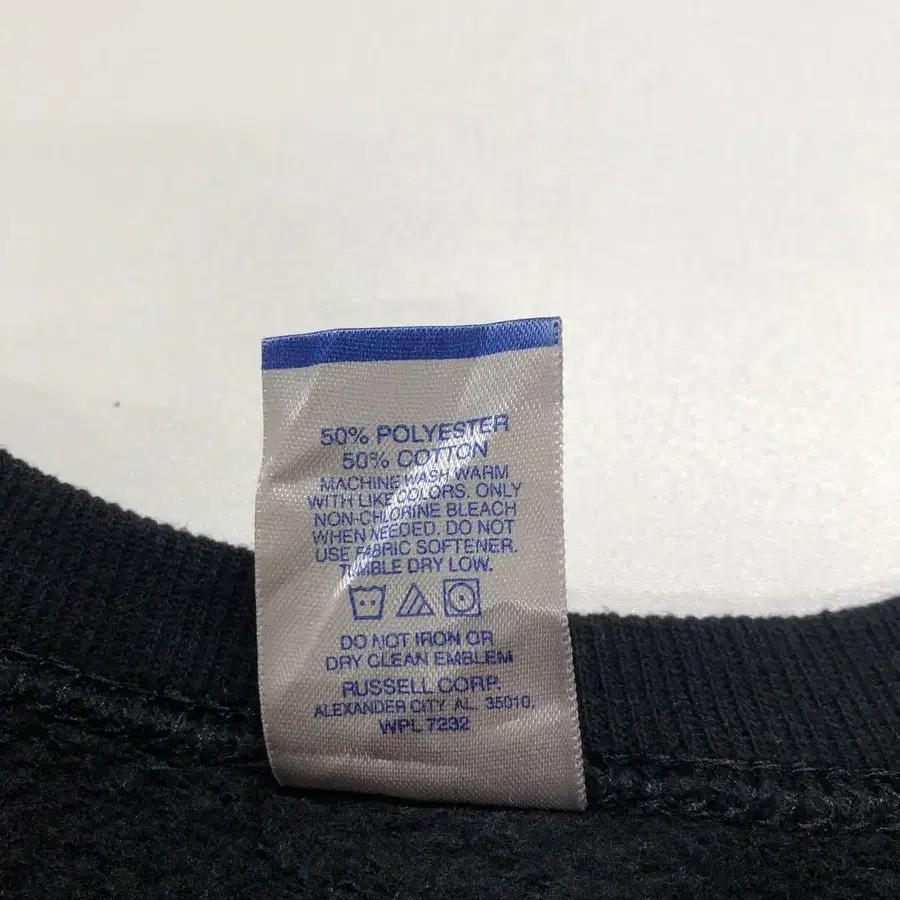 50% POLYESTER
50% COTTON
MACHINE WASH WARM
WITH LIKE COLORS. ONLY
NON-CHLORINE BLEACH
WHEN NEEDED. DO NOT
USE FABRIC SOFTENER.
TUMBLE DRY LOW.
DO NOT IRON OR
DRY CLEAN EMBLEM
RUSSELL CORP.
ALEXANDER CITY AL. 35010.
WPL 7232